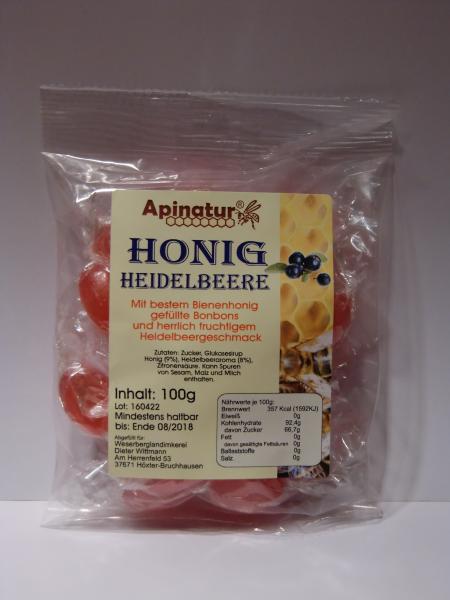 Apinatur®
HONIG
HEIDELBEERE
Mit bestem Bienenhonig
gefüllte Bonbons
und herrlich fruchtigem
Heidelbeergeschmack
Zutaten: Zucker, Glukosesirup
Honig (9%), Heidelbeeraroma (8%),
Zitronensäure. Kann Spuren
von Sesam, Malz und Milch
enthalten.
Inhalt: 100g
Lot: 160422
Mindestens haltbar
bis: Ende 08/2018
Abgefüllt für:
Weserberglandimkerei
Dieter Wittmann
Am Herrenfeld 53
37671 Höxter-Bruchhausen
Nährwerte je 100g:
Brennwert 357 Kcal (1592KJ)
Eiweiß 0g
Kohlenhydrate 92,4g
davon Zucker 66,7g
Fett 0g
davon gesättigte Fettsäuren 0g
Ballaststoffe 0g
Salz 0g